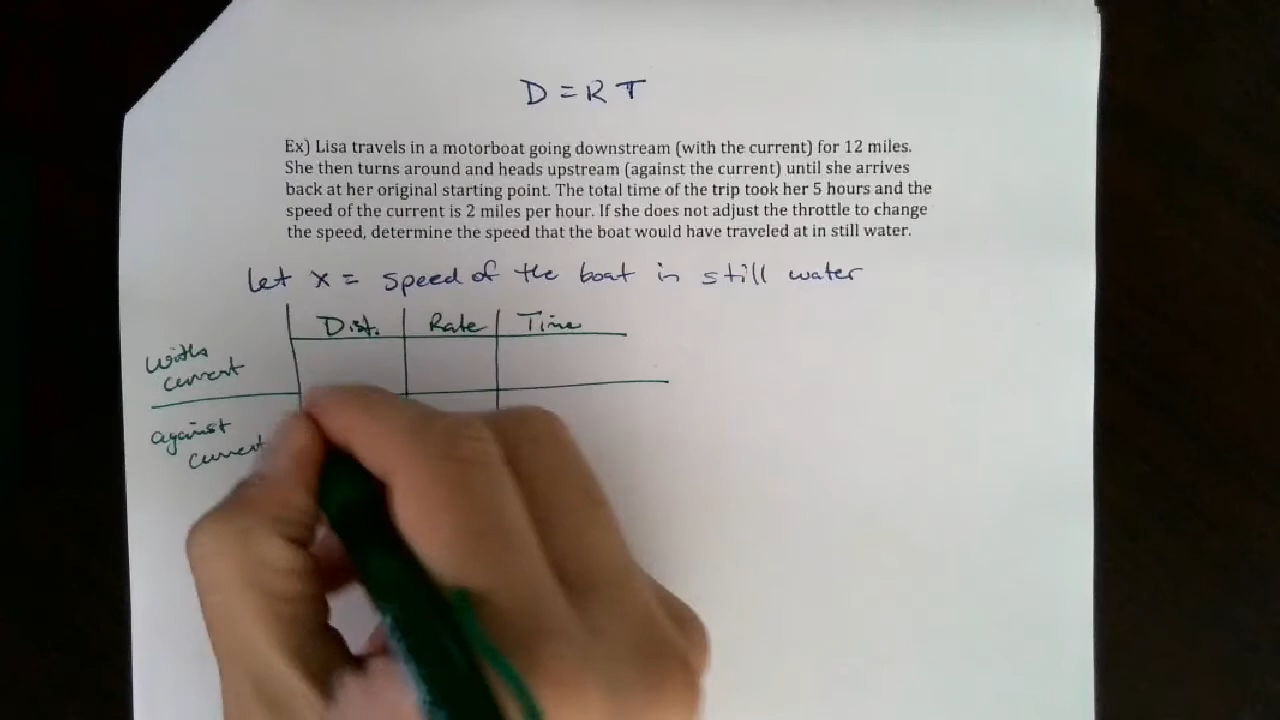 D = R T
Ex) Lisa travels in a motorboat going downstream (with the current) for 12 miles.
She then turns around and heads upstream (against the current) until she arrives
back at her original starting point. The total time of the trip took her 5 hours and the
speed of the current is 2 miles per hour. If she does not adjust the throttle to change
the speed, determine the speed that the boat would have traveled at in still water.
let x = speed of the boat in still water
Dist. Rate Time
With
current
against
current